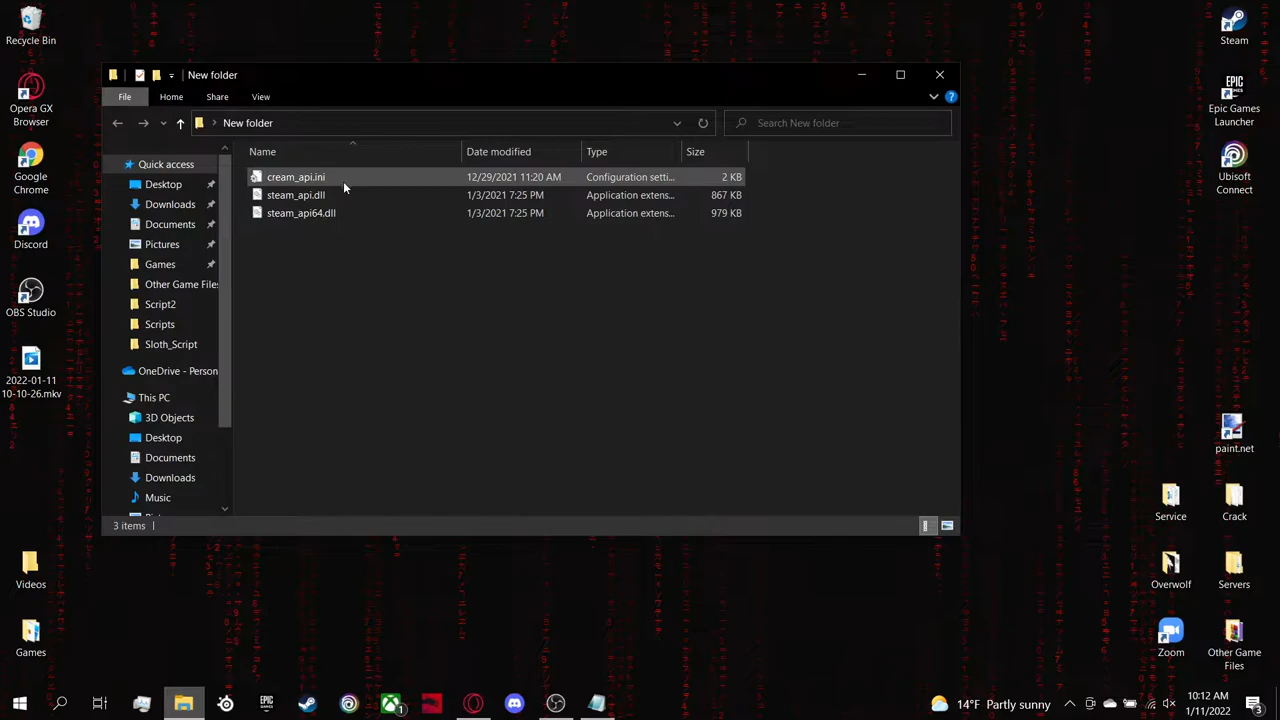 Recycle Bin
Opera GX
Browser
Google
Chrome
Discord
OBS Studio
2022-01-11
10-10-26.mkv
Videos
Games
New folder
File
Home
Share
View
New folder
Search New folder
Name
Date modified
Type
Size
cream_api.ini
12/29/2021 11:20 AM
Configuration setti...
2 KB
steam_api.dll
1/3/2021 7:25 PM
Application extens...
867 KB
steam_api64.dll
1/3/2021 7:25 PM
Application extens...
979 KB
Quick access
Desktop
Downloads
Documents
Pictures
Games
Other Game Files
Script2
Scripts
Sloth_Script
OneDrive - Person
This PC
3D Objects
Desktop
Documents
Downloads
Music
3 items
Steam
Epic Games
Launcher
Ubisoft
Connect
paint.net
Service
Crack
Overwolf
Servers
Zoom
Other Game
Files
EPIC
1
14°F Partly sunny
10:12 AM
1/11/2022
3